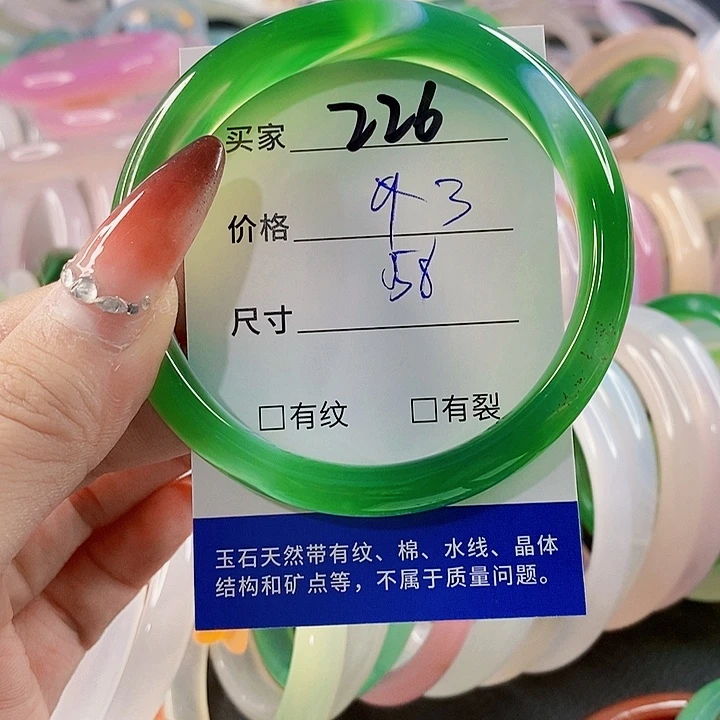 买家 226
价格 93
尺寸 58
□有纹 □有裂
玉石天然带有纹、棉、水线、晶体
结构和矿点等，不属于质量问题。